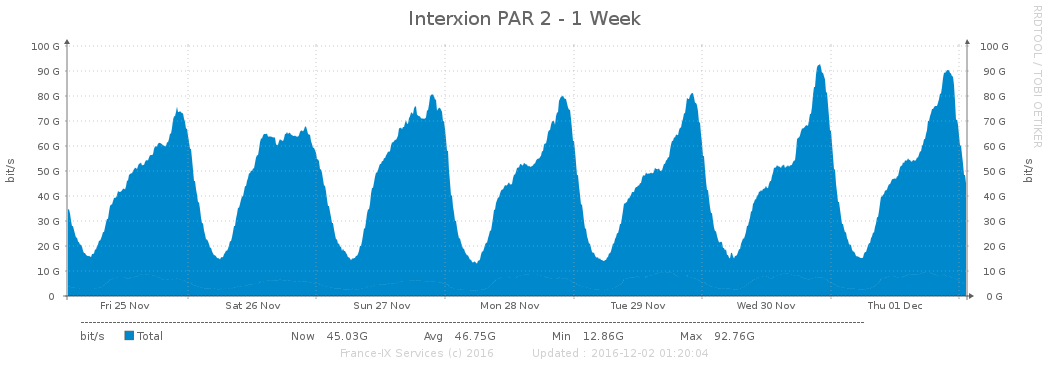 Interxion PAR 2 - 1 Week
RRDTOOL / TOBI OETIKER
bit/s
100 G
90 G
80 G
70 G
60 G
50 G
40 G
30 G
20 G
10 G
0
100 G
90 G
80 G
70 G
60 G
50 G
40 G
30 G
20 G
10 G
0 G
bit/s
Fri 25 Nov Sat 26 Nov Sun 27 Nov Mon 28 Nov Tue 29 Nov Wed 30 Nov Thu 01 Dec
bit/s Total Now 45.03G Avg 46.75G Min 12.86G Max 92.76G
France-IX Services (c) 2016 Updated : 2016-12-02 01:20:04